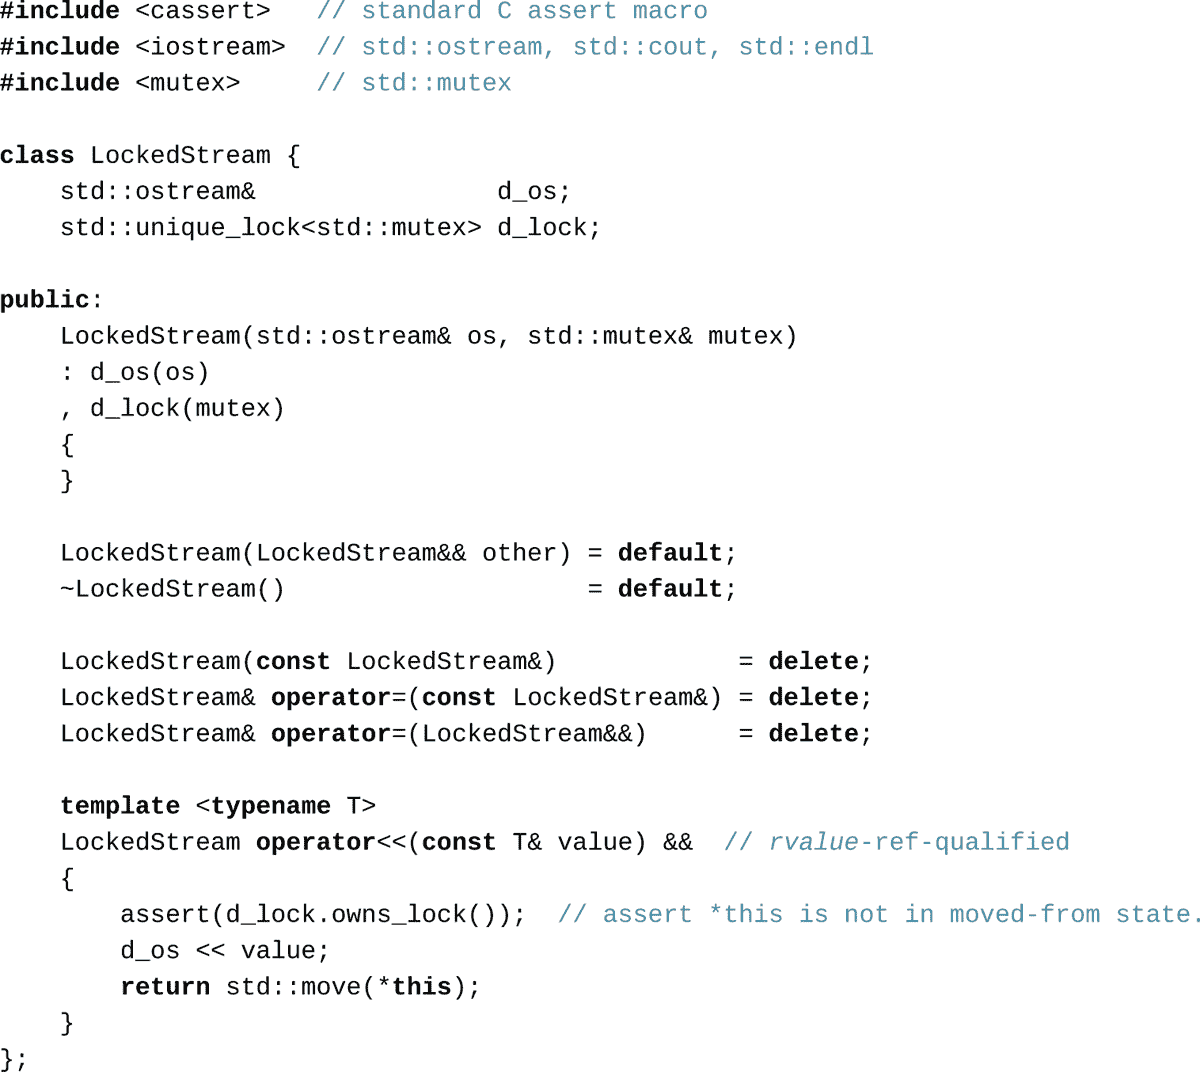 #include <cassert>   // standard C assert macro
#include <iostream>  // std::ostream, std::cout, std::endl
#include <mutex>     // std::mutex

class LockedStream {
    std::ostream&                d_os;
    std::unique_lock<std::mutex> d_lock;

public:
    LockedStream(std::ostream& os, std::mutex& mutex)
    : d_os(os)
    , d_lock(mutex)
    {
    }

    LockedStream(LockedStream&& other) = default;
    ~LockedStream()                    = default;

    LockedStream(const LockedStream&)            = delete;
    LockedStream& operator=(const LockedStream&) = delete;
    LockedStream& operator=(LockedStream&&)      = delete;

    template <typename T>
    LockedStream operator<<(const T& value) &&  // rvalue-ref-qualified
    {
        assert(d_lock.owns_lock());  // assert *this is not in moved-from state.
        d_os << value;
        return std::move(*this);
    }
};